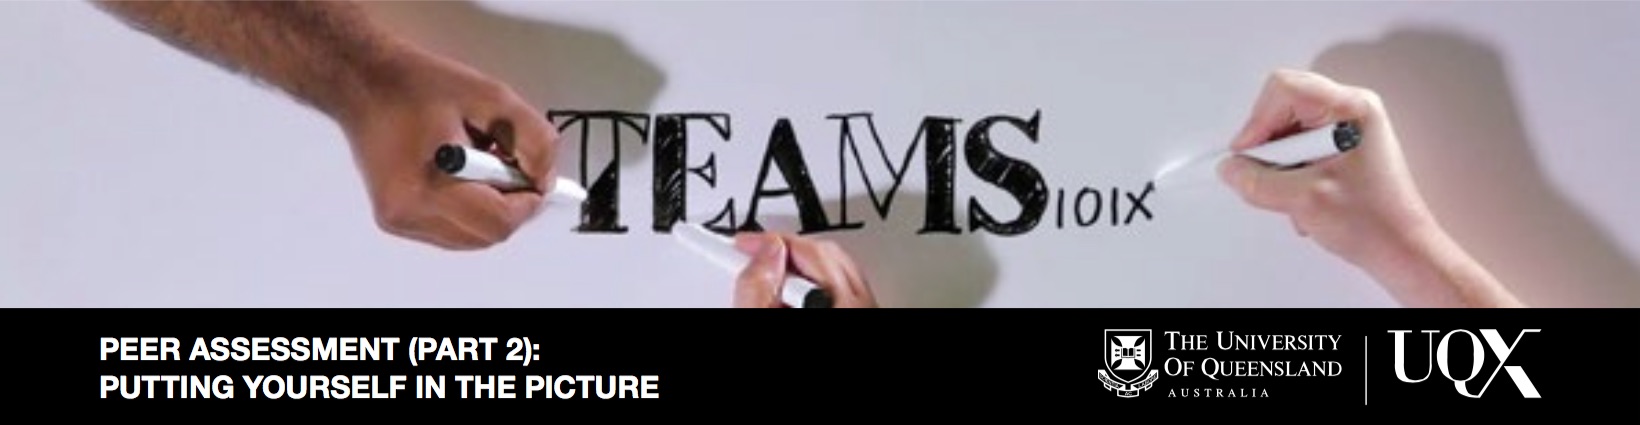 TEAMS101X
PEER ASSESSMENT (PART 2):
PUTTING YOURSELF IN THE PICTURE
THE UNIVERSITY
OF QUEENSLAND
AUSTRALIA
UQX